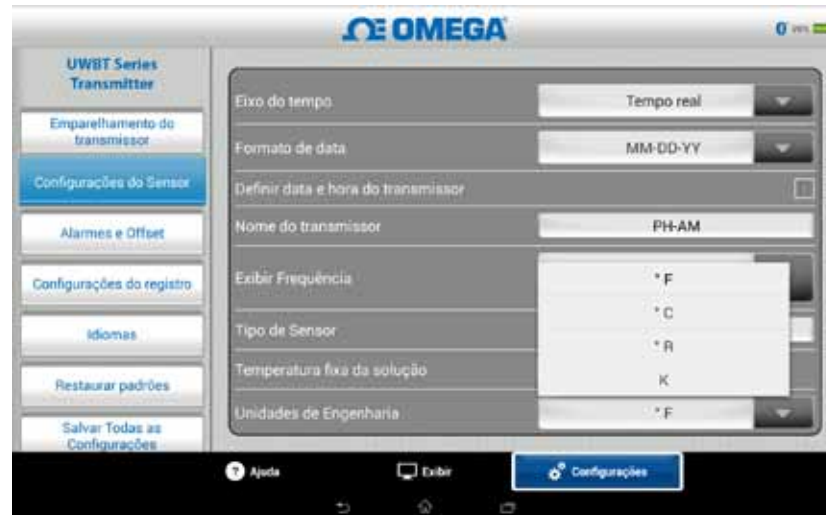 OMEGA
UWBT Series
Transmitter
Emparelhamento do
transmissor
Configurações do Sensor
Alarmes e Offset
Configurações do registro
Idiomas
Restaurar padrões
Salvar Todas as
Configurações
Eixo do tempo
Tempo real
Formato de data
MM-DD-YY
Definir data e hora do transmissor
Nome do transmissor
PH-AM
Exibir Frequência
° F
° C
° R
K
Tipo de Sensor
Temperatura fixa da solução
Unidades de Engenharia
° F
? Ajuda
Exibir
Configurações